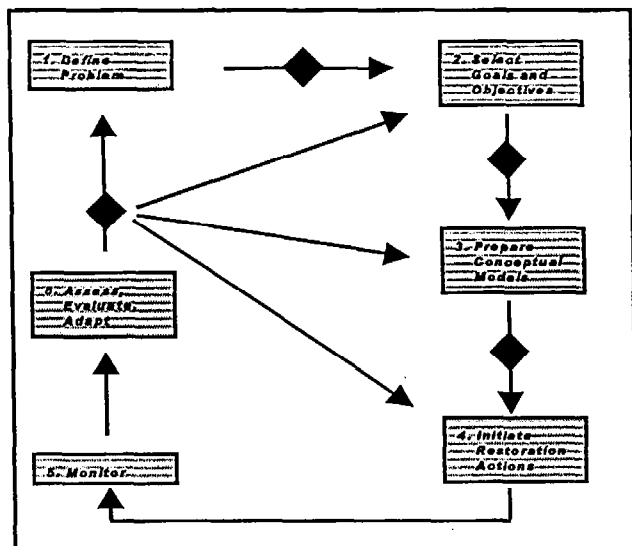 1. Define
Problem
2. Select
Goals and
Objectives
3. Prepare
Conceptual
Models
6. Assess,
Evaluate,
Adapt
4. Initiate
Restoration
Actions
5. Monitor